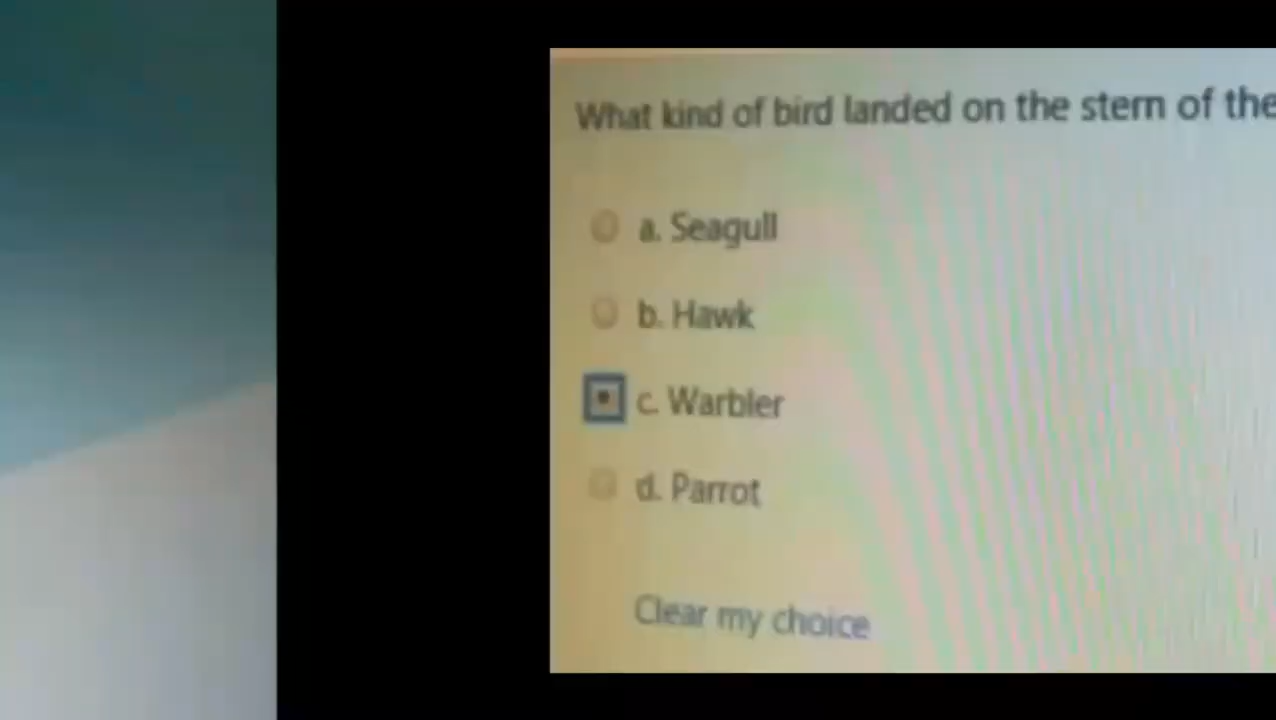 What kind of bird landed on the stern of the
a. Seagull
b. Hawk
c. Warbler
d. Parrot
Clear my choice